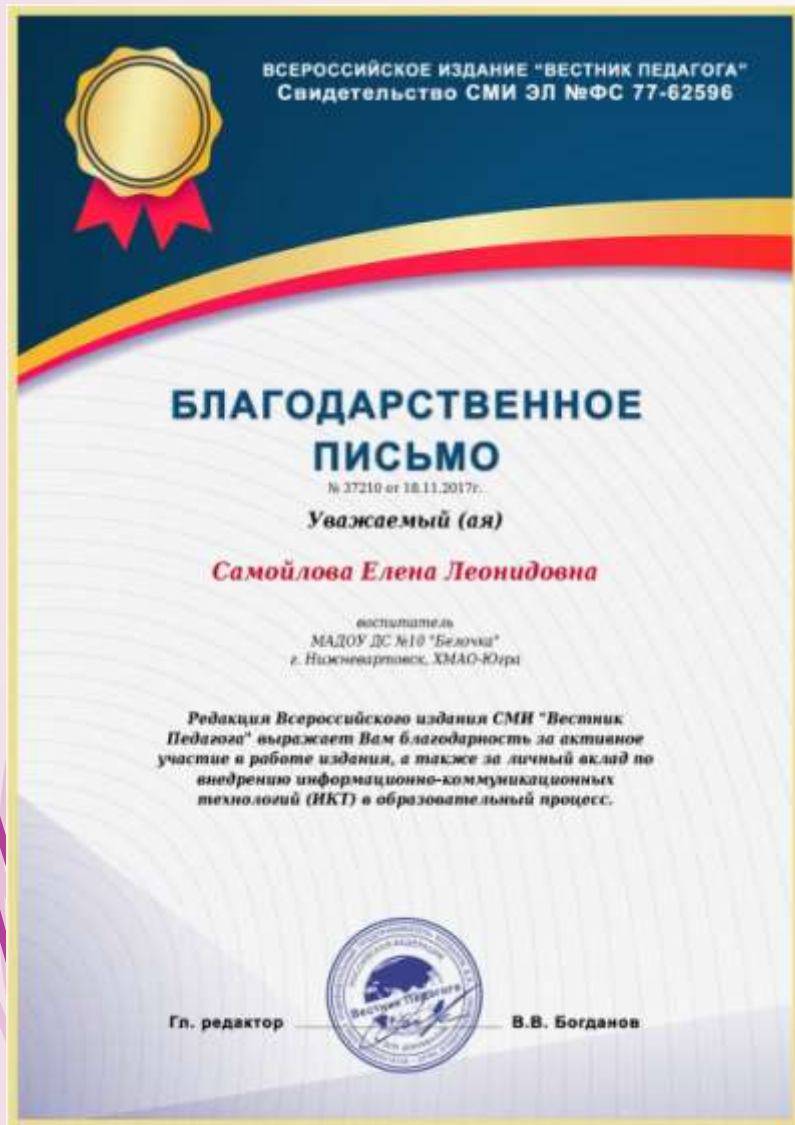 ВСЕРОССИЙСКОЕ ИЗДАНИЕ "ВЕСТНИК ПЕДАГОГА"
Свидетельство СМИ ЭЛ №ФС 77-62596
БЛАГОДАРСТВЕННОЕ
ПИСЬМО
№ 37210 от 18.11.2017г.
Уважаемый (ая)
Самойлова Елена Леонидовна
воспитатель
МАДОУ ДС №10 "Белочка"
г. Нижневартовск, ХМАО-Югра
Редакция Всероссийского издания СМИ "Вестник
Педагога" выражает Вам благодарность за активное
участие в работе издания, а также за личный вклад по
внедрению информационно-коммуникационных
технологий (ИКТ) в образовательный процесс.
Вестник Педагога
Гл. редактор В.В. Богданов